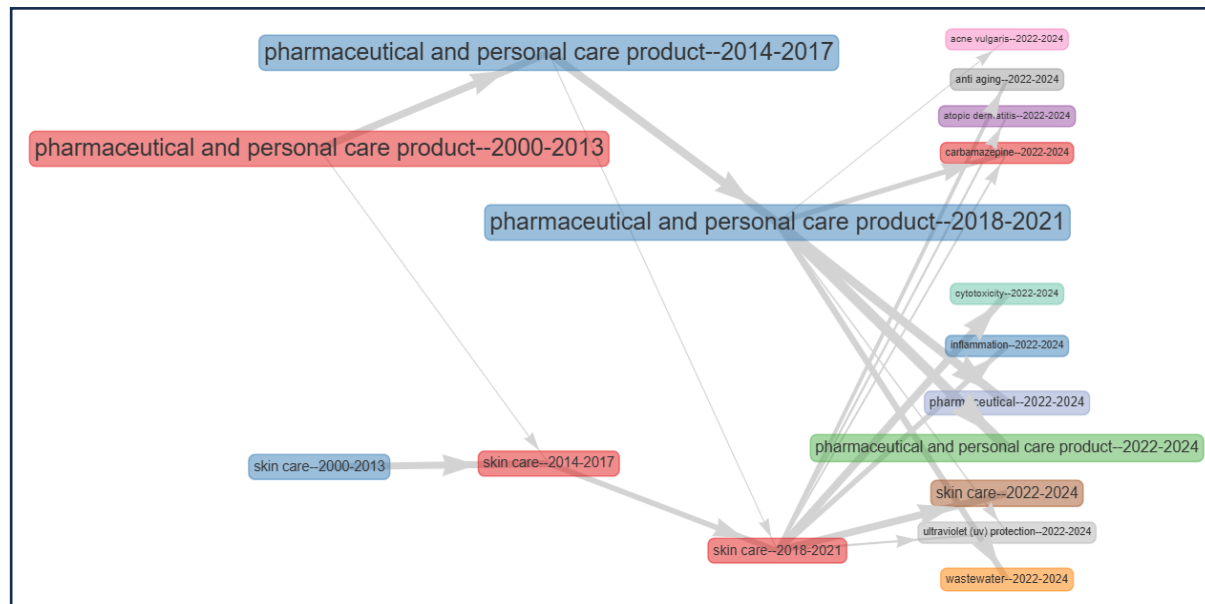 acne vulgaris--2022-2024
pharmaceutical and personal care product--2014-2017
anti aging--2022-2024
atopic dermatitis--2022-2024
pharmaceutical and personal care product--2000-2013
carbamazepine--2022-2024
pharmaceutical and personal care product--2018-2021
cytotoxicity--2022-2024
inflammation--2022-2024
pharmaceutical--2022-2024
pharmaceutical and personal care product--2022-2024
skin care--2000-2013
skin care--2014-2017
skin care--2022-2024
ultraviolet (uv) protection--2022-2024
skin care--2018-2021
wastewater--2022-2024